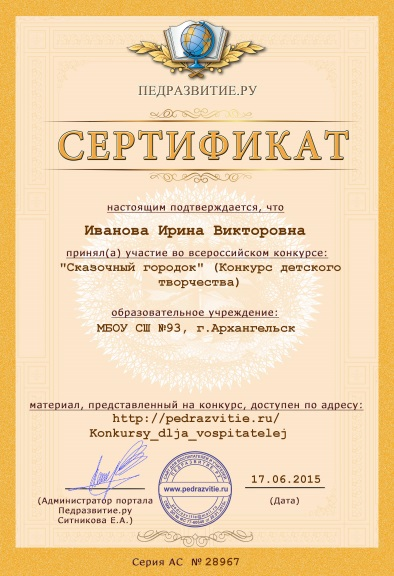 ПЕДРАЗВИТИЕ.РУ
СЕРТИФИКАТ
настоящим подтверждается, что
Иванова Ирина Викторовна
принял(а) участие во всероссийском конкурсе:
"Сказочный городок" (Конкурс детского
творчества)
образовательное учреждение:
МБОУ СШ №93, г.Архангельск
материал, представленный на конкурс, доступен по адресу:
http://pedrazvitie.ru/
Konkursy_dlja_vospitatelej
www.pedrazvitie.ru
17.06.2015
(Администратор портала
Педразвитие.ру
Ситникова Е.А.)
(Дата)
Серия АС № 28967